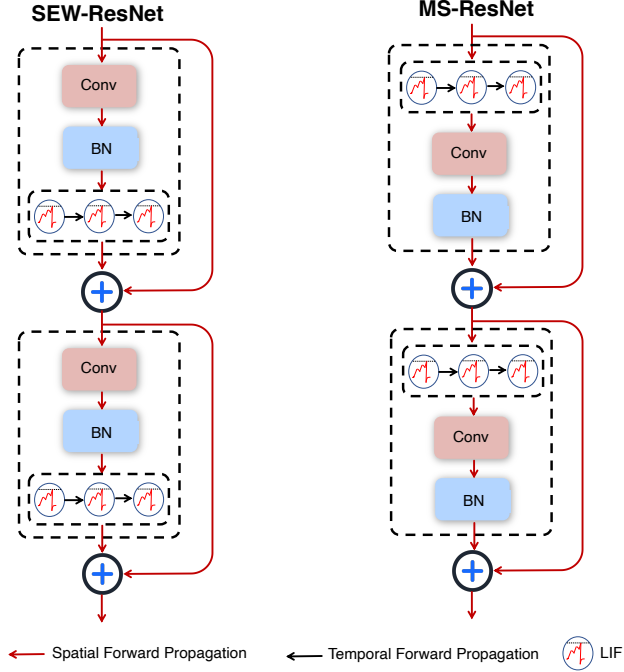 SEW-ResNet
Conv
BN
Conv
BN
MS-ResNet
Conv
BN
Conv
BN
Spatial Forward Propagation
Temporal Forward Propagation
LIF